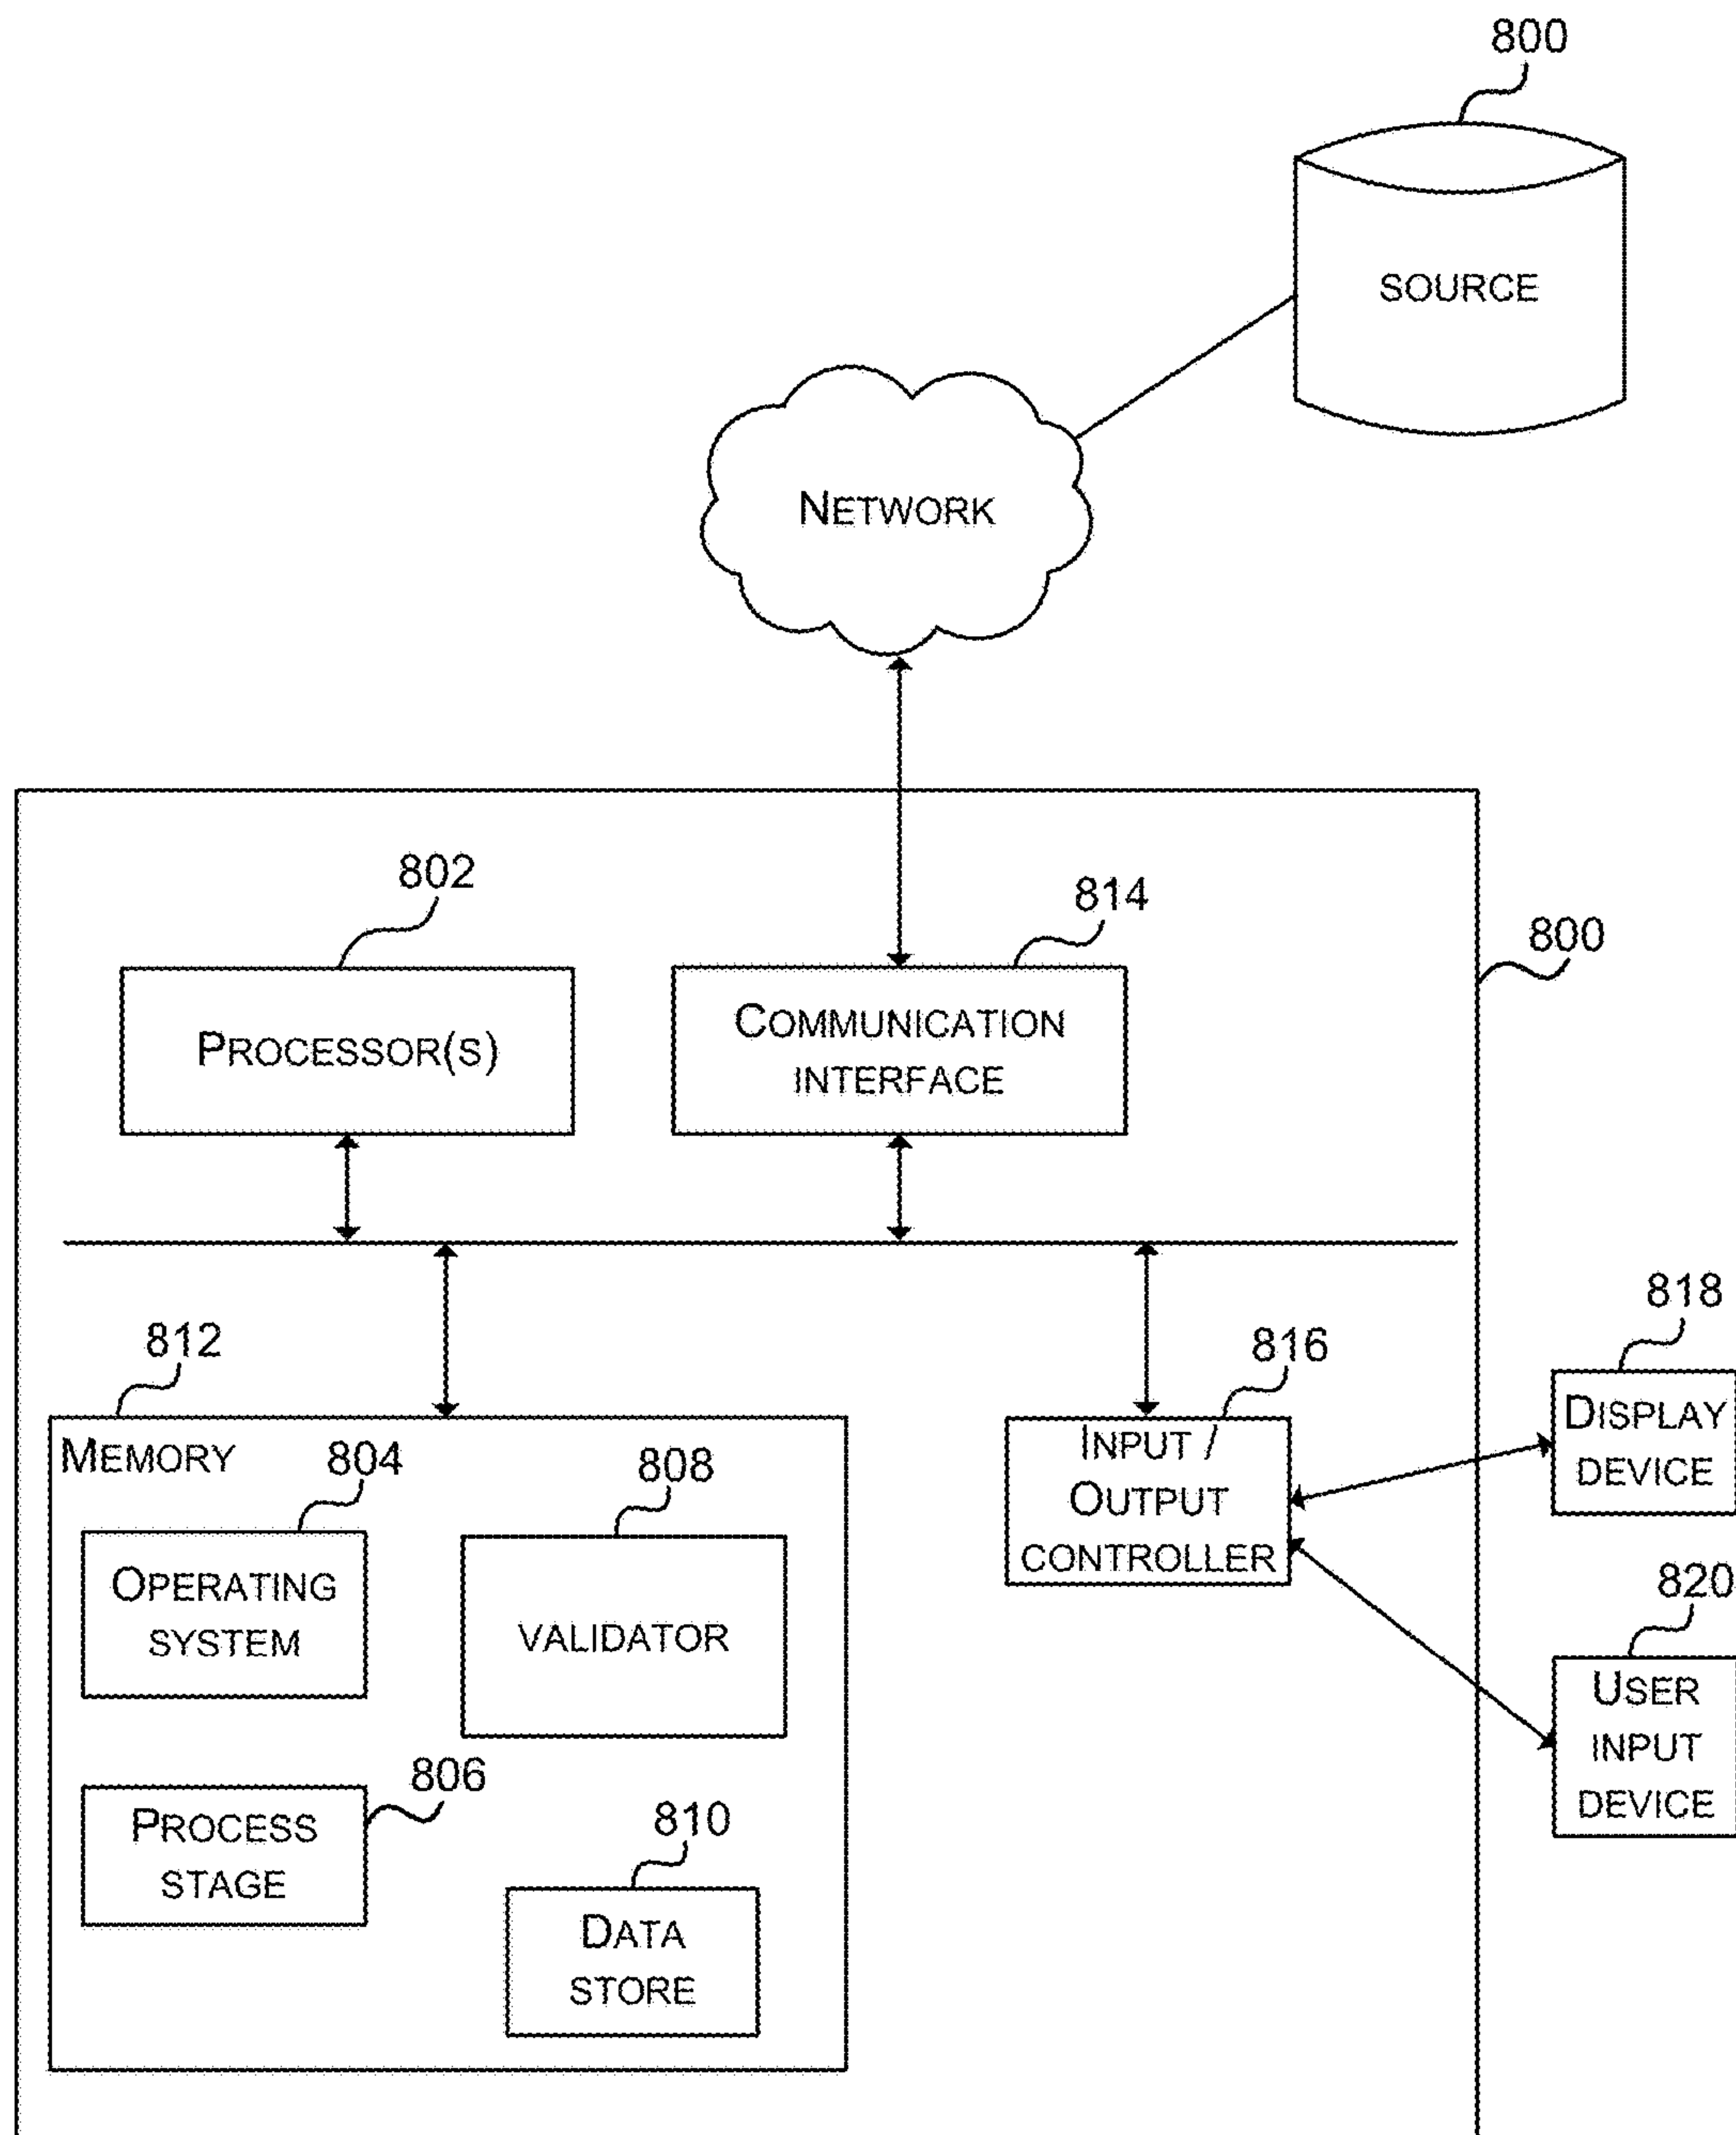 800
SOURCE
NETWORK
802
814
800
PROCESSOR(S)
COMMUNICATION
INTERFACE
818
812
816
DISPLAY
DEVICE
MEMORY
804
808
INPUT /
OUTPUT
CONTROLLER
OPERATING
SYSTEM
VALIDATOR
820
USER
INPUT
DEVICE
806
PROCESS
STAGE
810
DATA
STORE